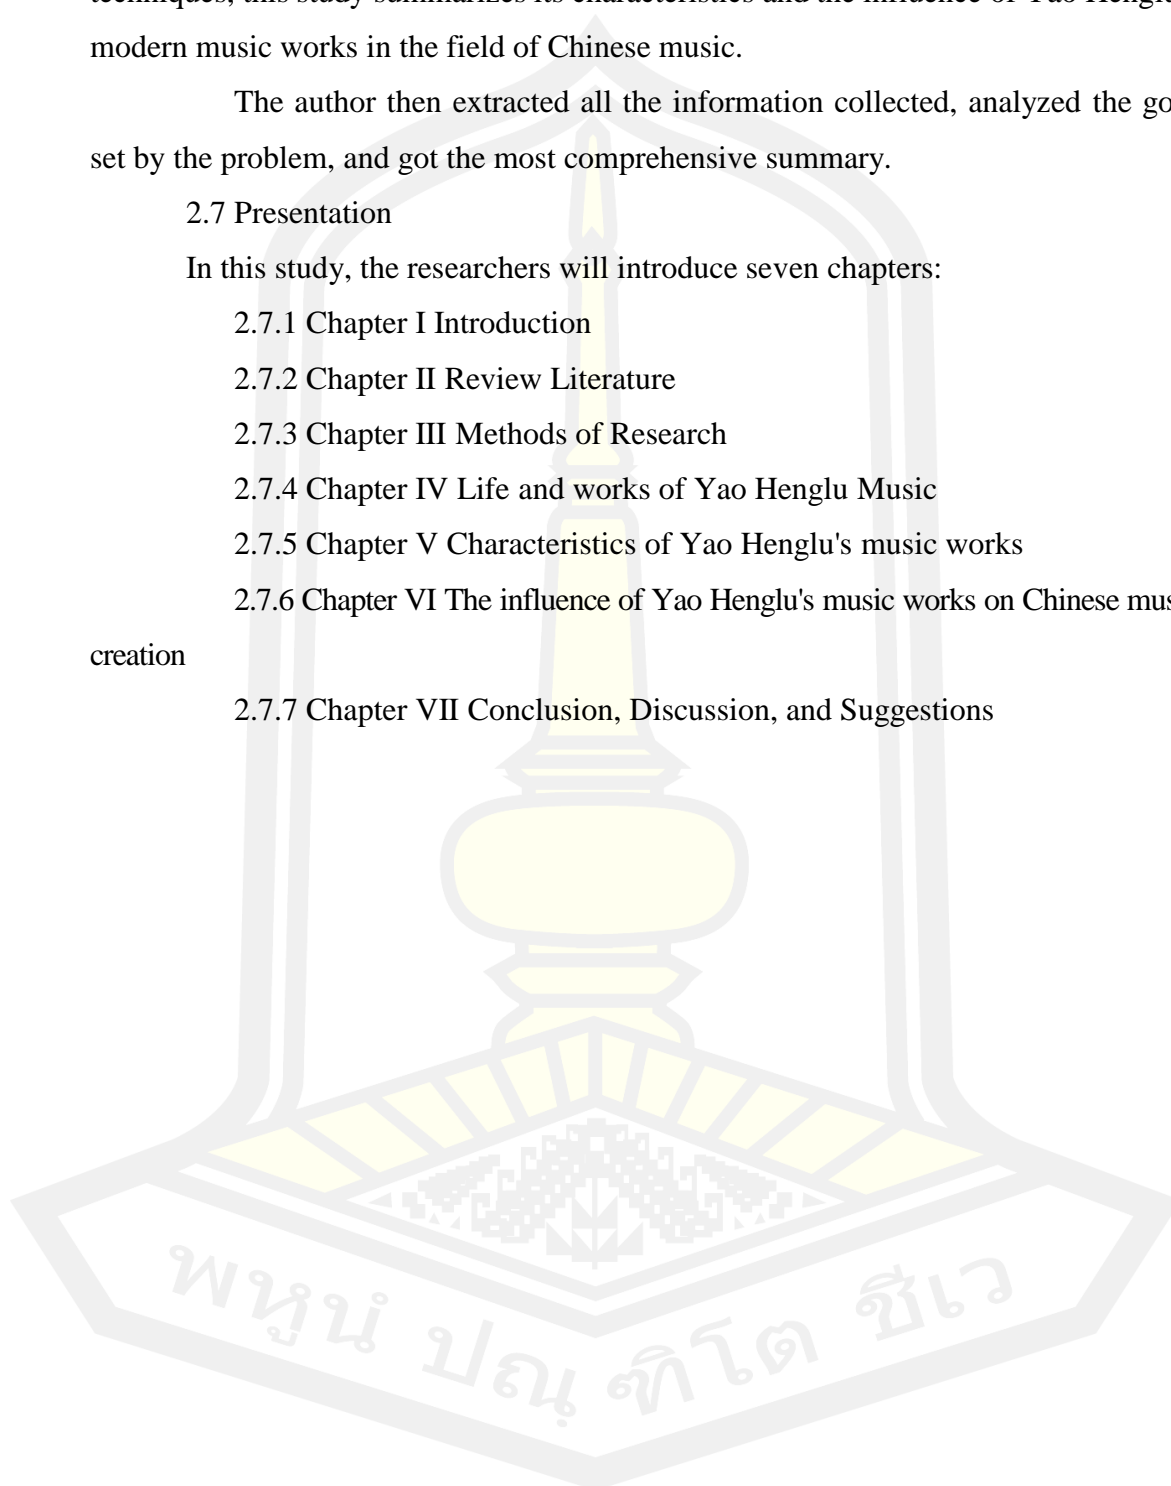 modern music works in the field of Chinese music.
The author then extracted all the information collected, analyzed the
set by the problem, and got the most comprehensive summary.
2.7 Presentation
In this study, the researchers will introduce seven chapters:
2.7.1 Chapter I Introduction
2.7.2 Chapter II Review Literature
2.7.3 Chapter III Methods of Research
2.7.4 Chapter IV Life and works of Yao Henglu Music
2.7.5 Chapter V Characteristics of Yao Henglu's music works
2.7.6 Chapter VI The influence of Yao Henglu's music works on Chinese
creation
2.7.7 Chapter VII Conclusion, Discussion, and Suggestions
พหูนํ ปณฺฑิโต ชีเว